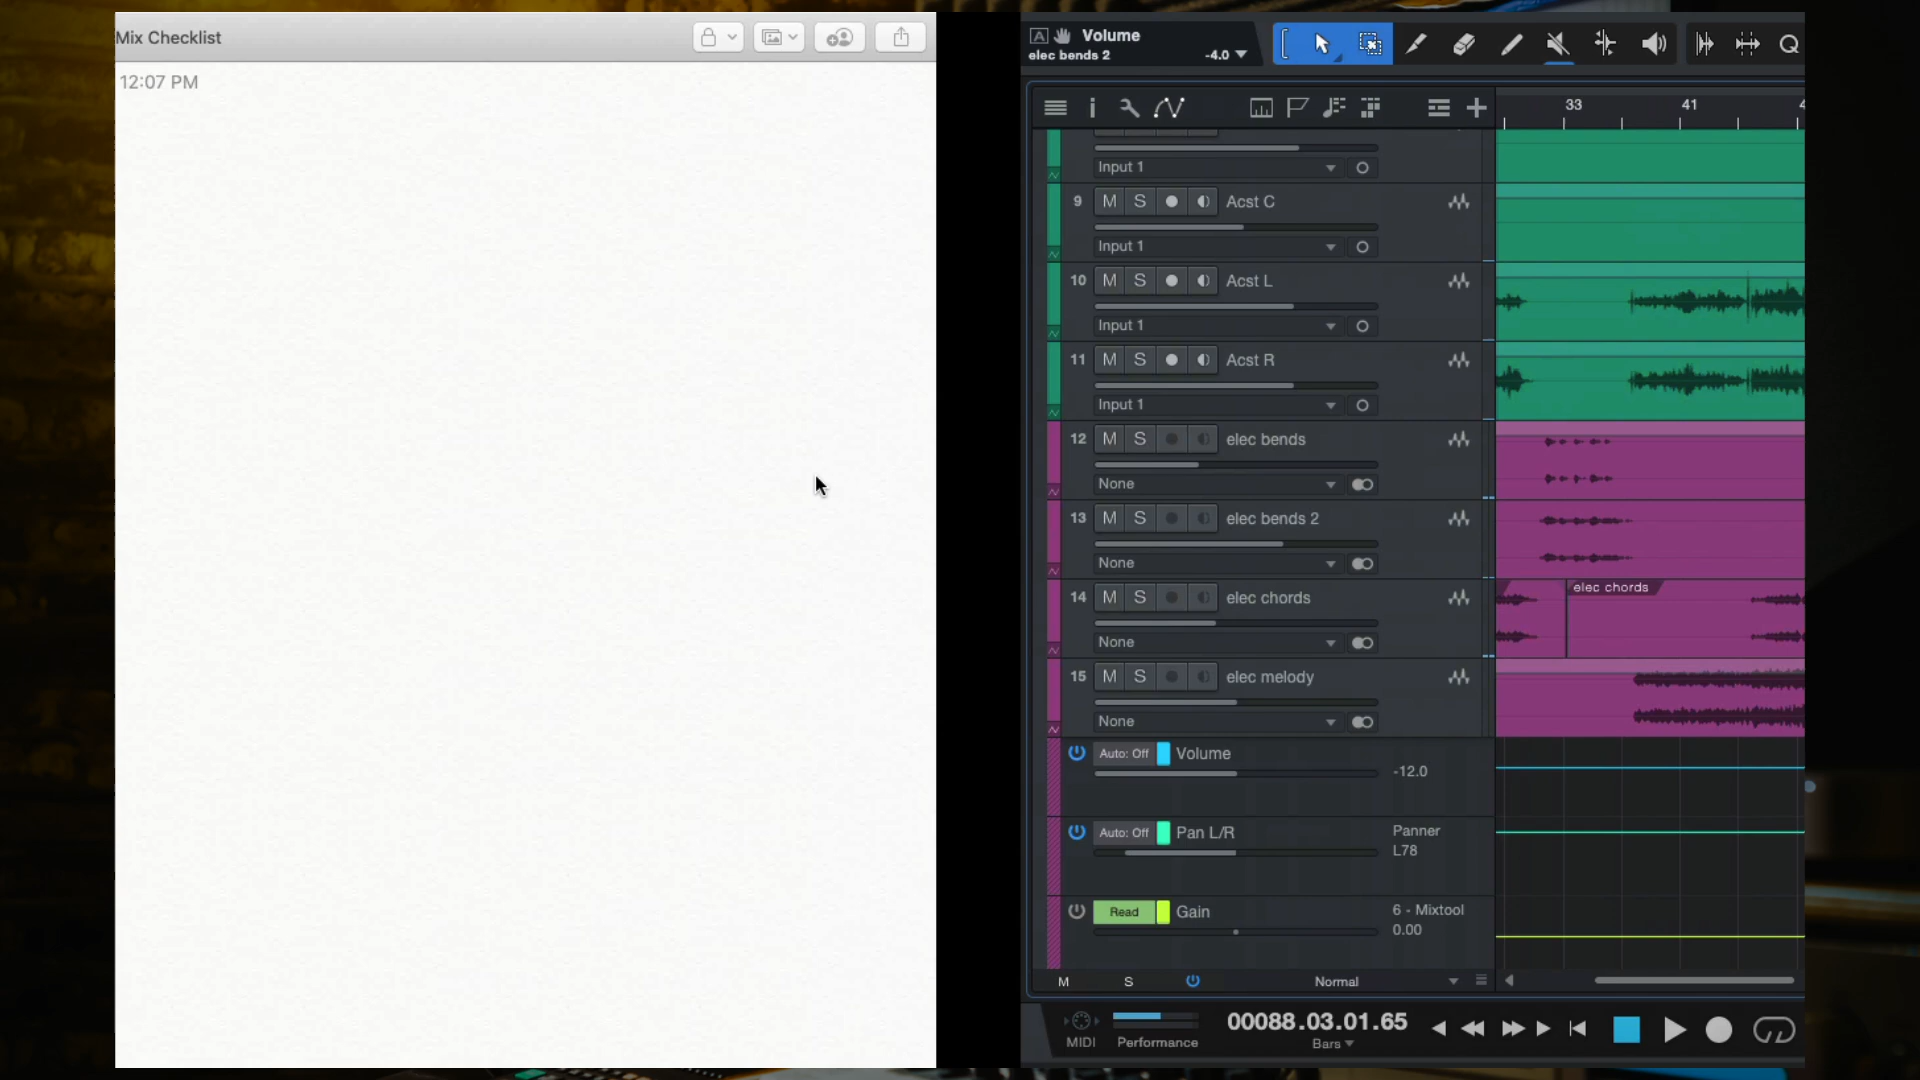 Mix Checklist
12:07 PM
A Volume
elec bends 2 -4.0
33 41
Input 1
9 M S Acst C
Input 1
10 M S Acst L
Input 1
11 M S Acst R
Input 1
12 M S elec bends
None
13 M S elec bends 2
None
14 M S elec chords
elec chords
None
15 M S elec melody
None
Auto: Off Volume
-12.0
Auto: Off Pan L/R Panner
L78
Read Gain 6 - Mixtool
0.00
M S Normal
00088.03.01.65
MIDI Performance Bars